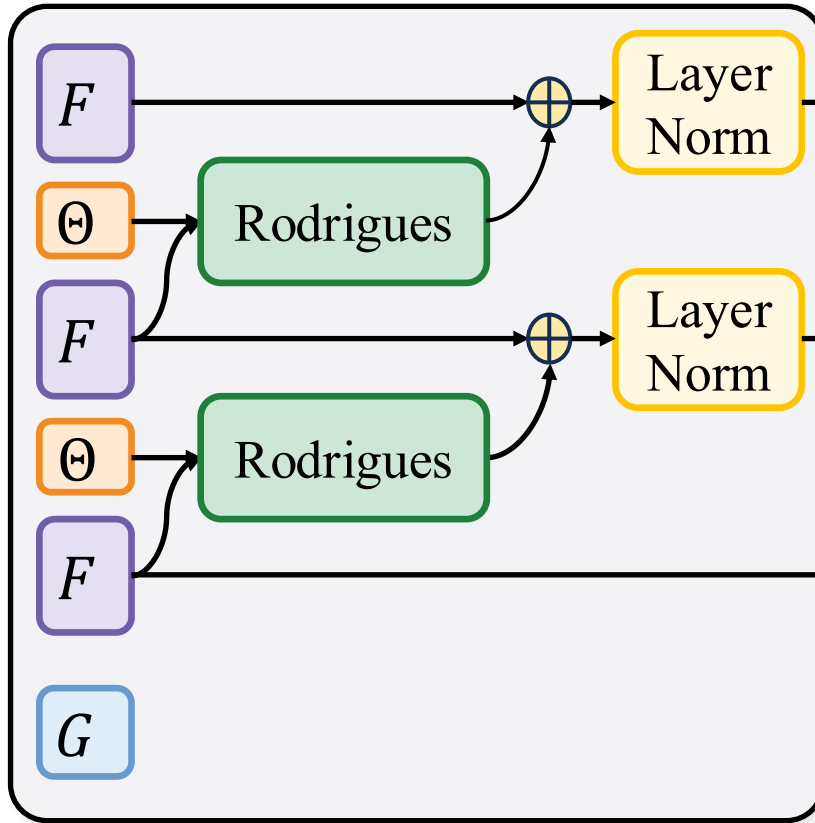 F
Layer
Norm
Θ
Rodrigues
F
Layer
Norm
Θ
Rodrigues
F
G